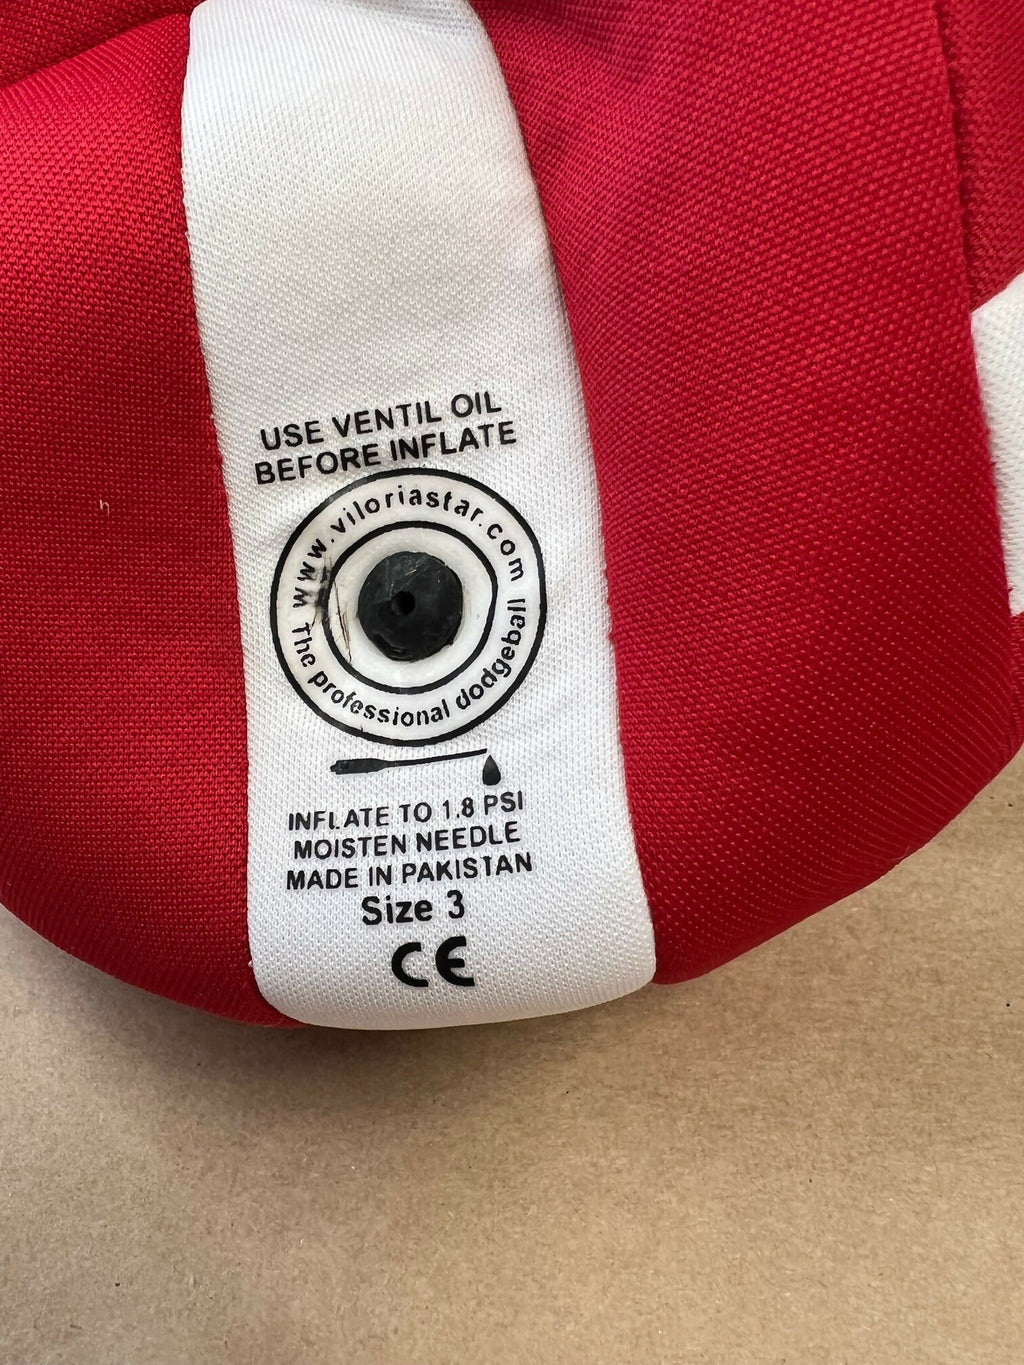 USE VENTIL OIL
BEFORE INFLATE
www.viloriastar.com
The professional dodgeball
INFLATE TO 1.8 PSI
MOISTEN NEEDLE
MADE IN PAKISTAN
Size 3
CE